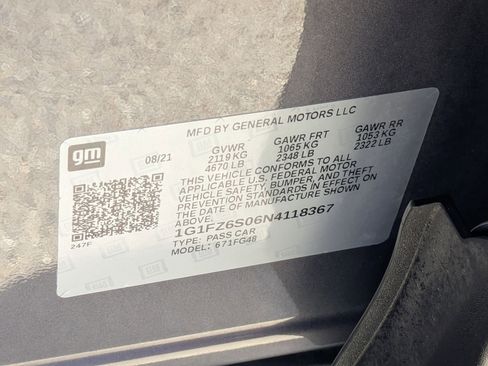 MFD BY GENERAL MOTORS LLC
gm
08/21
GVWR
2119 KG
4670 LB
GAWR FRT
1065 KG
2348 LB
GAWR RR
1053 KG
2322 LB
THIS VEHICLE CONFORMS TO ALL
APPLICABLE U.S. FEDERAL MOTOR
VEHICLE SAFETY, BUMPER, AND THEFT
PREVENTION STANDARDS IN EFFECT ON
THE DATE OF MANUFACTURE SHOWN
ABOVE.
1G1FZ6S06N4118367
TYPE: PASS CAR
MODEL: 671FG48
247F